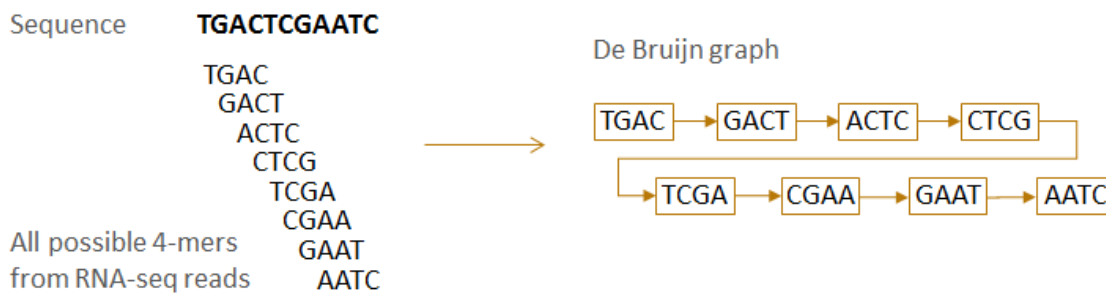 Sequence TGACTCGAATC
TGAC
GACT
ACTC
CTCG
TCGA
CGAA
GAAT
AATC
All possible 4-mers
from RNA-seq reads
De Bruijn graph
TGAC GACT ACTC CTCG
TCGA CGAA GAAT AATC